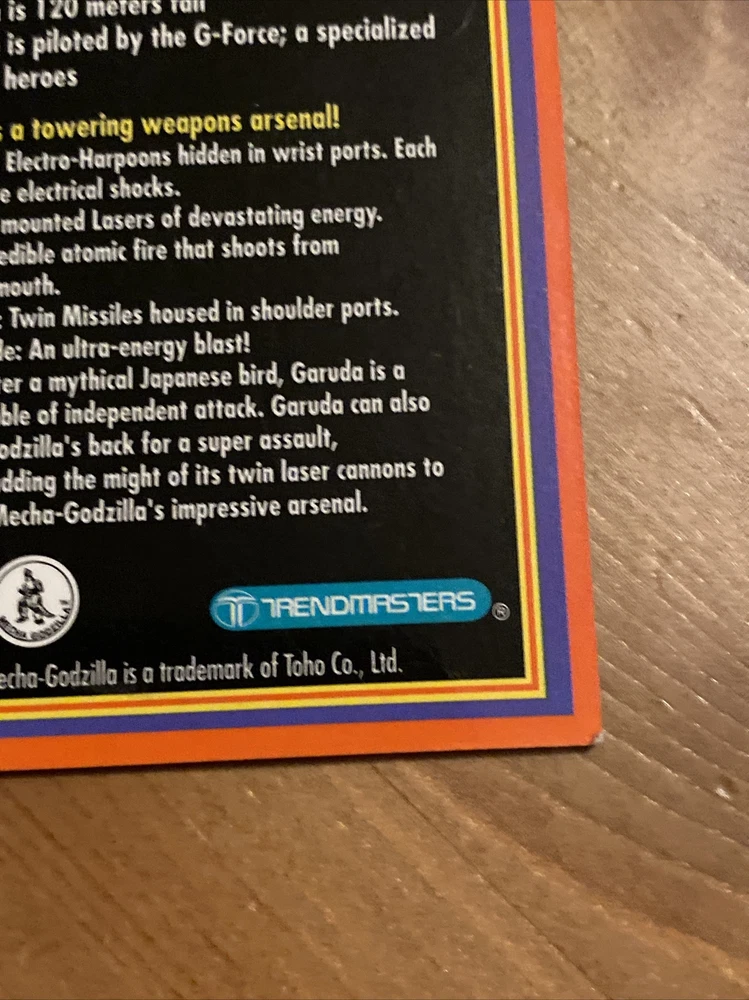 is 120 meters tall
is piloted by the G-Force; a specialized
heroes
a towering weapons arsenal!
Electro-Harpoons hidden in wrist ports. Each
e electrical shocks.
mounted Lasers of devastating energy.
edible atomic fire that shoots from
mouth.
: Twin Missiles housed in shoulder ports.
le: An ultra-energy blast!
ter a mythical Japanese bird, Garuda is a
ble of independent attack. Garuda can also
odzilla's back for a super assault,
dding the might of its twin laser cannons to
Mecha-Godzilla's impressive arsenal.
MECHA GODZILLA
TRENDMASTERS ®
echa-Godzilla is a trademark of Toho Co., Ltd.